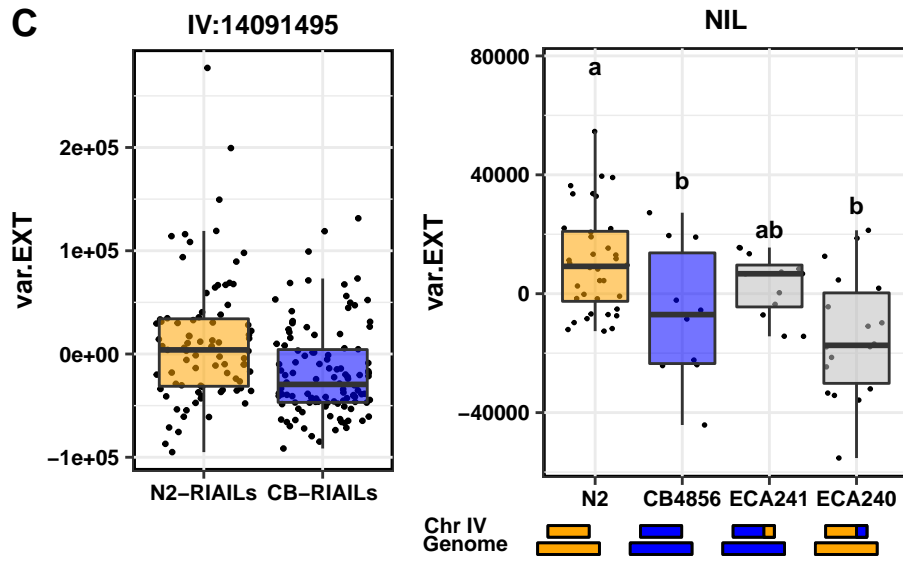 C
IV:14091495
var.EXT
2e+05
1e+05
0e+00
−1e+05
N2−RIAILs CB−RIAILs
NIL
var.EXT
80000
40000
0
−40000
a
b
ab
b
N2 CB4856 ECA241 ECA240
Chr IV
Genome